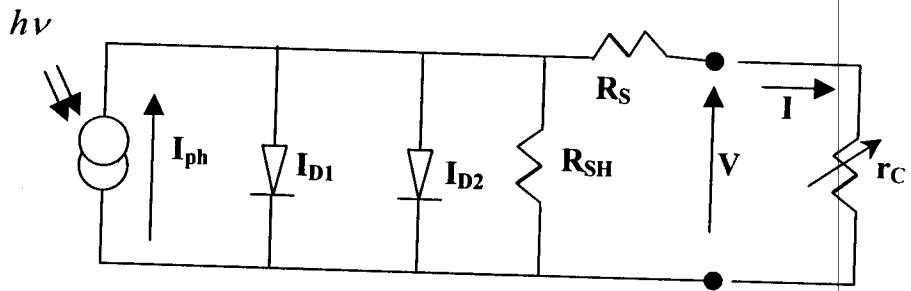 hν
R_S
I
I_ph
I_D1
I_D2
R_SH
V
r_C